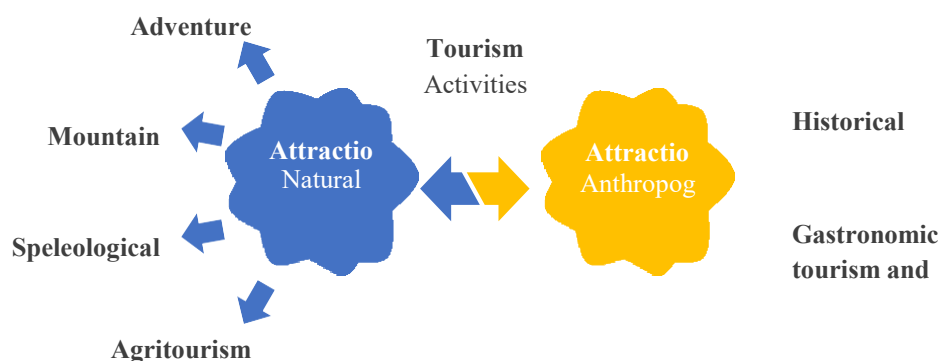 Adventure
Tourism
Activities
Mountain
Attractio
Natural
Attractio
Anthropog
Historical
Speleological
Gastronomic
tourism and
Agritourism